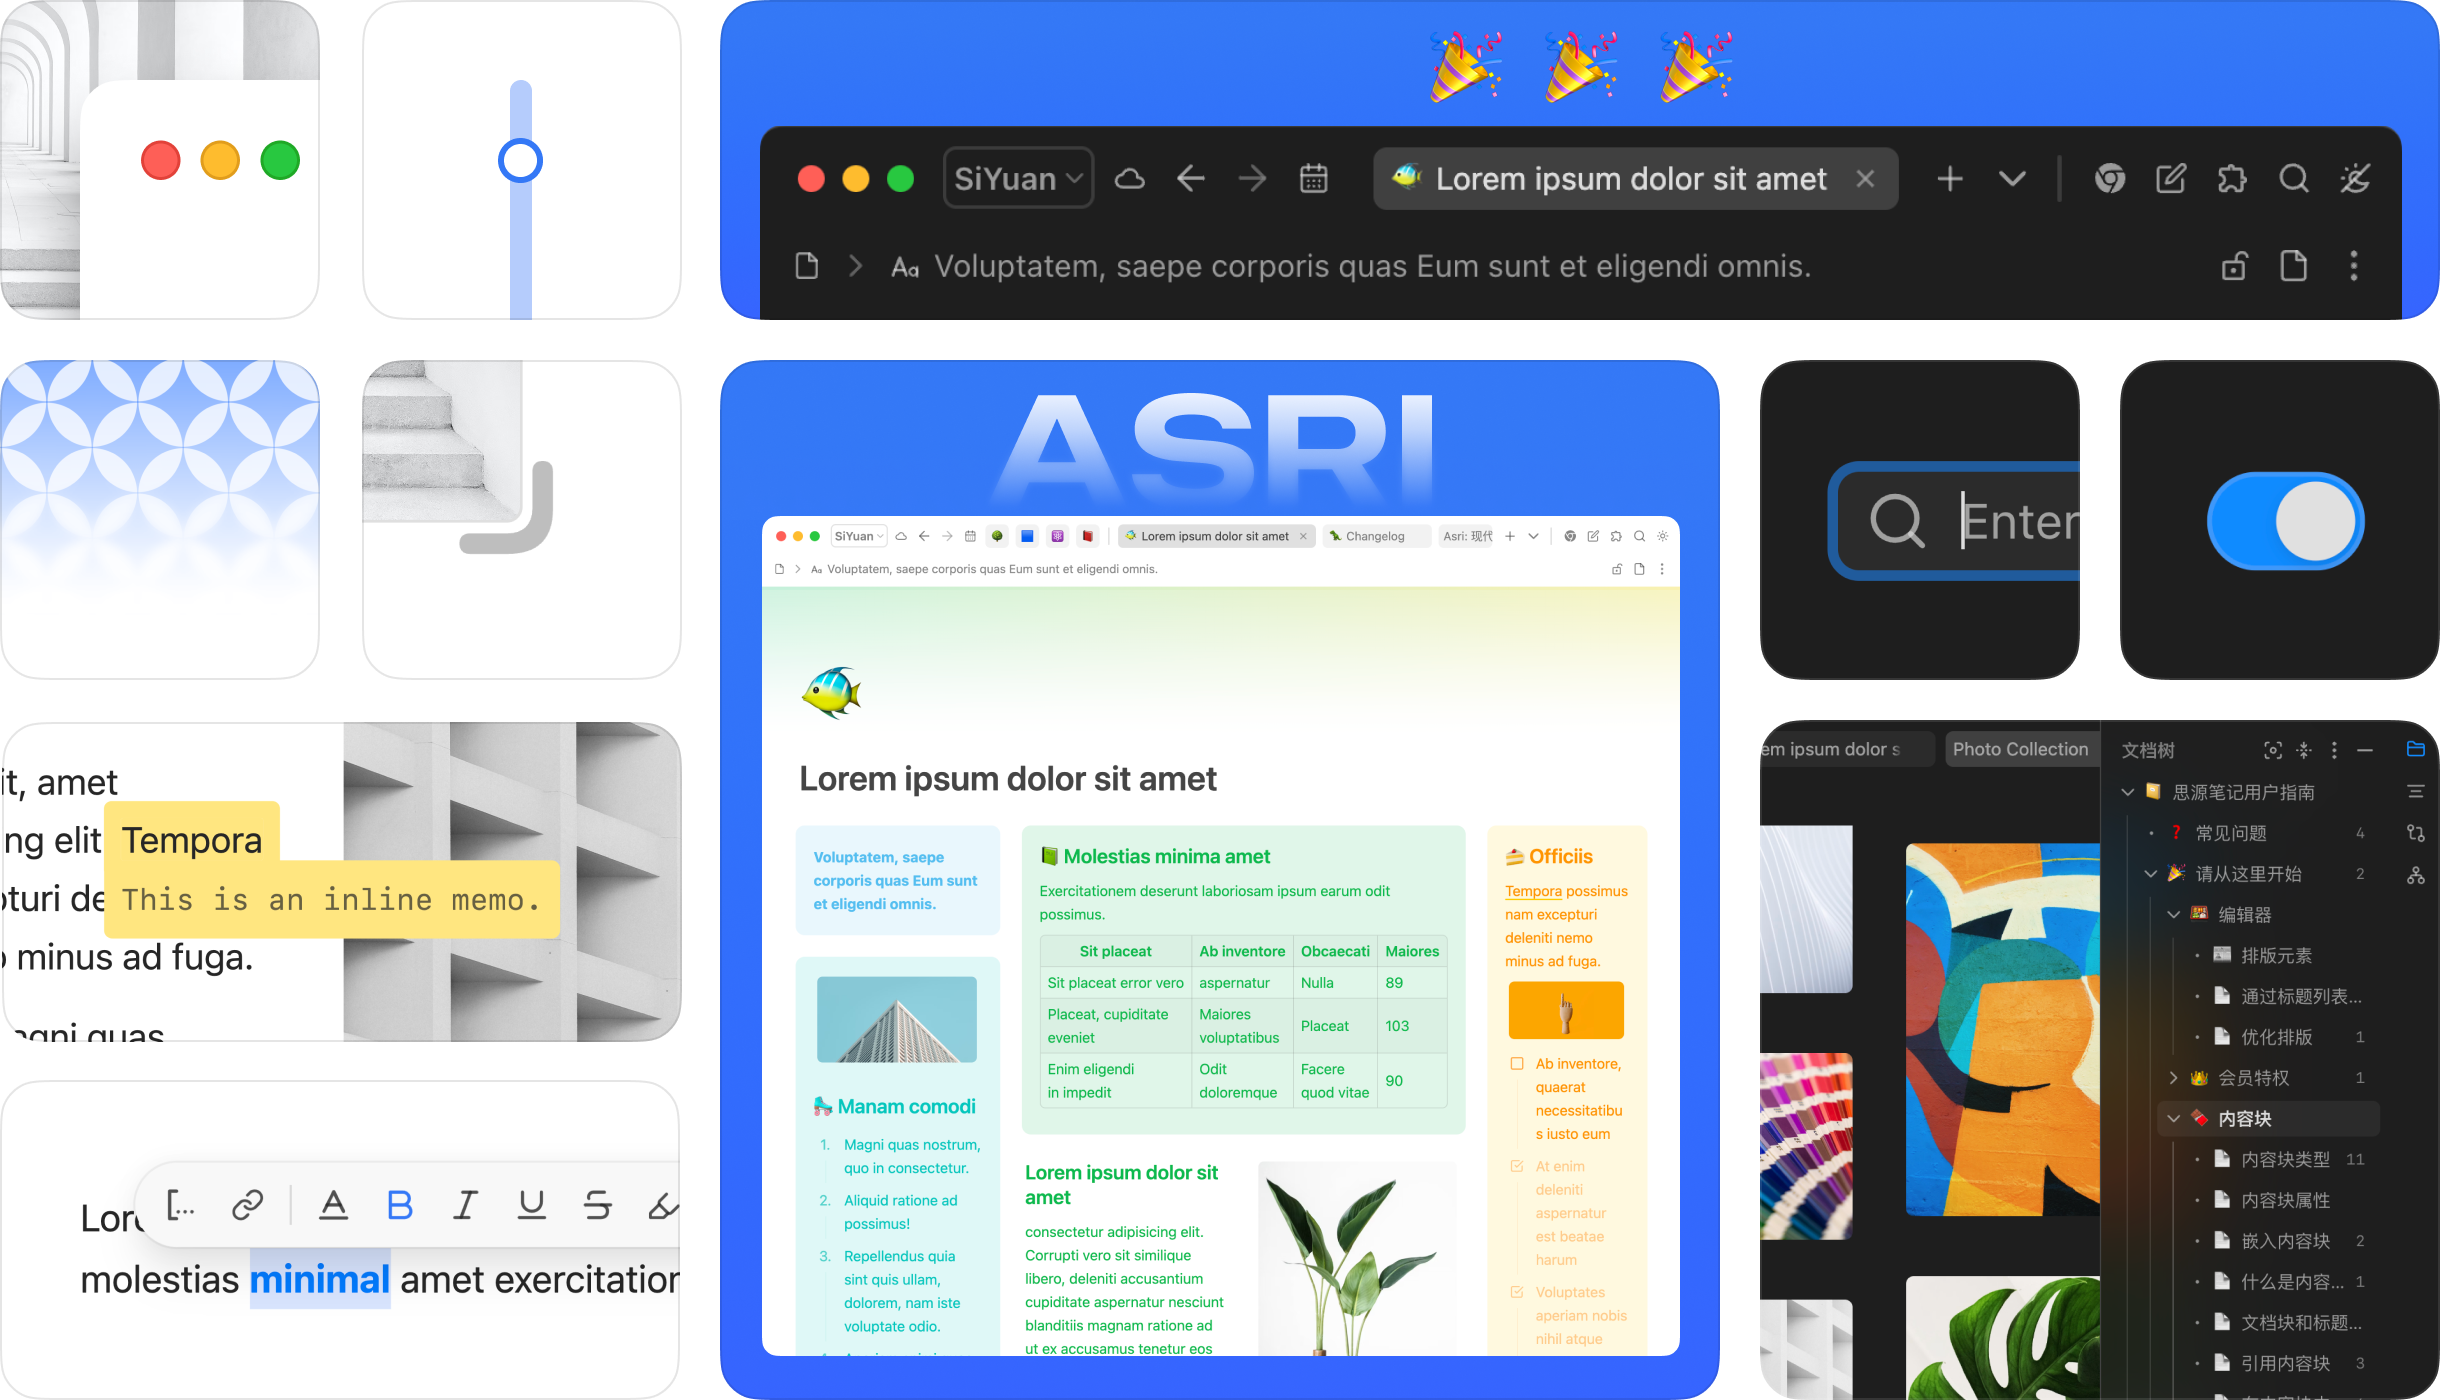 SiYuan
Lorem ipsum dolor sit amet
Voluptatem, saepe corporis quas Eum sunt et eligendi omnis.
ASRI
SiYuan
Lorem ipsum dolor sit amet
Changelog
Asri: 现代
Voluptatem, saepe corporis quas Eum sunt et eligendi omnis.
Lorem ipsum dolor sit amet
Voluptatem, saepe
corporis quas Eum sunt
et eligendi omnis.
Manam comodi
1. Magni quas nostrum,
quo in consectetur.
2. Aliquid ratione ad
possimus!
3. Repellendus quia
sint quis ullam,
dolorem, nam iste
voluptate odio.
Molestias minima amet
Exercitationem deserunt laboriosam ipsum earum odit
possimus.
Sit placeat Ab inventore Obcaecati Maiores
Sit placeat error vero aspernatur Nulla 89
Placeat, cupiditate
eveniet
Maiores
voluptatibus
Placeat 103
Enim eligendi
in impedit
Odit
doloremque
Facere
quod vitae
90
Lorem ipsum dolor sit
amet
consectetur adipisicing elit.
Corrupti vero sit similique
libero, deleniti accusantium
cupiditate aspernatur nesciunt
blanditiis magnam ratione ad
ut ex accusamus tenetur eos
Officiis
Tempora possimus
nam excepturi
deleniti nemo
minus ad fuga.
Ab inventore,
quaerat
necessitatibu
s iusto eum
At enim
deleniti
aspernatur
est beatae
harum
Voluptates
aperiam nobis
nihil atque
Enter
it, amet
ng elit Tempora
pturi de This is an inline memo.
o minus ad fuga.
agni quas
Lore
[... A B I U S
molestias minimal amet exercitation
em ipsum dolor s
Photo Collection
文档树
思源笔记用户指南
常见问题 4
请从这里开始 2
编辑器
排版元素
通过标题列表...
优化排版 1
会员特权 1
内容块
内容块类型 11
内容块属性
嵌入内容块 2
什么是内容... 1
文档块和标题...
引用内容块 3